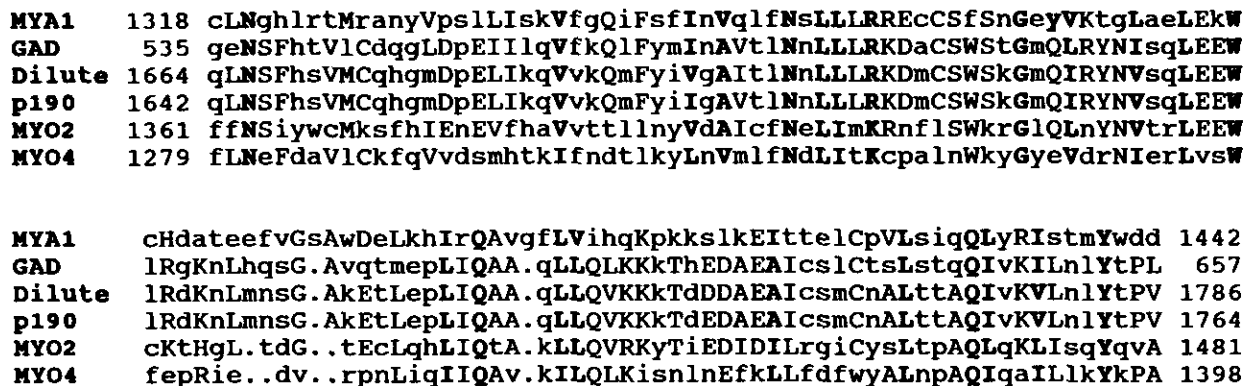 MYA1 1318 cLNghlrtMranyVpslLIskVfgQiFsfInVqlfNsLLLRREcCSfSnGeyVKtgLaeLEkW
GAD 535 geNSFhtVlCdqgLDpEIIlqVfkQlFymInAVtlNnLLLRKDaCSWStGmQLRYNIsqLEEW
Dilute 1664 qLNSFhsVMCqhgmDpELIkqVvkQmFyiVgAItlNnLLLRKDmCSWSkGmQIRYNVsqLEEW
p190 1642 qLNSFhsVMCqhgmDpELIkqVvkQmFyiIgAVtlNnLLLRKDmCSWSkGmQIRYNVsqLEEW
MYO2 1361 ffNSiywcMksfhIEnEVfhaVvttllnyVdAIcfNeLImKRnflSWkrGlQLnYNVtrLEEW
MYO4 1279 fLNeFdaVlCkfqVvdsmhtkIfndtlkyLnVmlfNdLItKcpalnWkyGyeVdrNIerLvsW
MYA1 cHdateefvGsAwDeLkhIrQAvgfLVihqKpkkslkEIttelCpVLsiqQLyRIstmYwdd 1442
GAD lRgKnLhqsG.AvqtmepLIQAA.qLLQLKKkThEDAEAIcslCtsLstqQIvKILnlYtPL 657
Dilute lRdKnLmnsG.AkEtLepLIQAA.qLLQVKKkTdDDAEAIcsmCnALttAQIvKVLnlYtPV 1786
p190 lRdKnLmnsG.AkEtLepLIQAA.qLLQVKKkTdEDAEAIcsmCnALttAQIvKVLnlYtPV 1764
MYO2 cKtHgL.tdG..tEcLqhLIQtA.kLLQVRKyTiEDIDILrgiCysLtpAQLqKLIsqYqvA 1481
MYO4 fepRie..dv..rpnLiqIIQAv.kILQLKisnlnEfkLLfdfwyALnpAQIqaILlkYkPA 1398